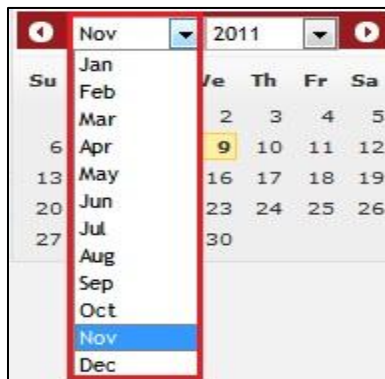 Nov 2011
Jan
Feb
Mar
Apr
May
Jun
Jul
Aug
Sep
Oct
Nov
Dec
Su Th Fr Sa
2 3 4 5
6 9 10 11 12
13 16 17 18 19
20 23 24 25 26
27 30